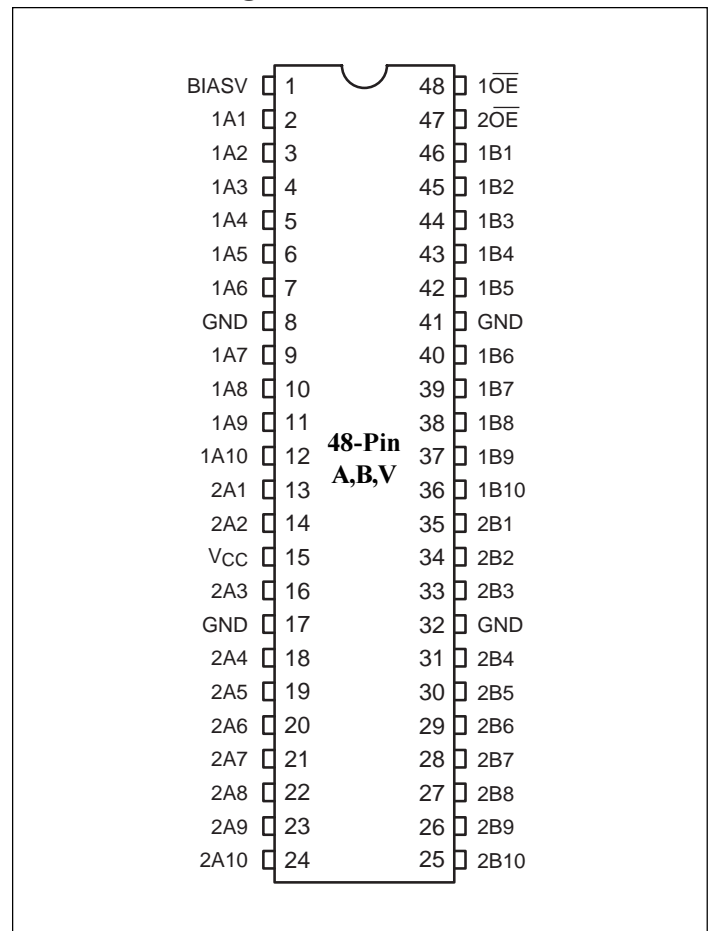 BIASV 1 48 1O̅E̅
1A1 2 47 2O̅E̅
1A2 3 46 1B1
1A3 4 45 1B2
1A4 5 44 1B3
1A5 6 43 1B4
1A6 7 42 1B5
GND 8 41 GND
1A7 9 40 1B6
1A8 10 39 1B7
1A9 11 38 1B8
48-Pin
1A10 12 37 1B9
A,B,V
2A1 13 36 1B10
2A2 14 35 2B1
VCC 15 34 2B2
2A3 16 33 2B3
GND 17 32 GND
2A4 18 31 2B4
2A5 19 30 2B5
2A6 20 29 2B6
2A7 21 28 2B7
2A8 22 27 2B8
2A9 23 26 2B9
2A10 24 25 2B10